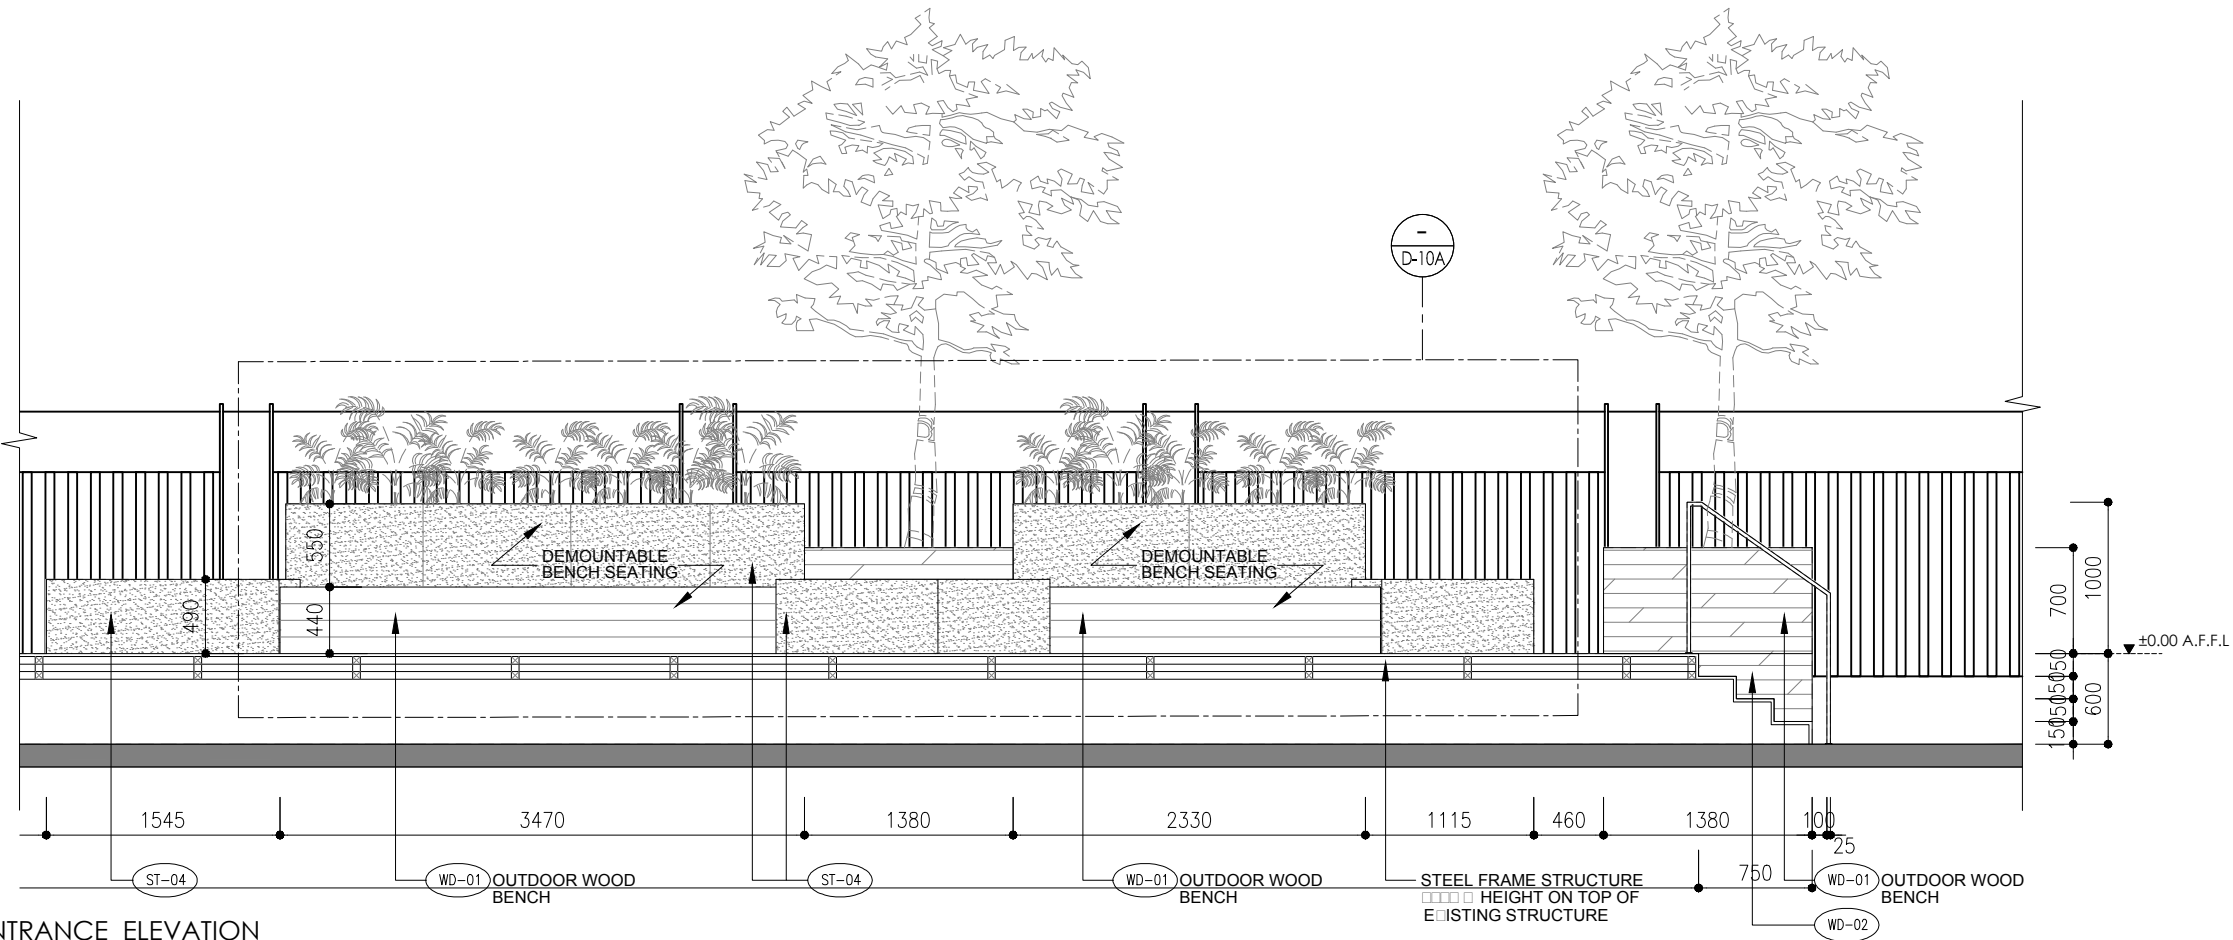 -
D-10A
DEMOUNTABLE
BENCH SEATING
DEMOUNTABLE
BENCH SEATING
550
490
440
700
1000
±0.00 A.F.F.L
150
600
1545
3470
1380
2330
1115
460
1380
100
25
750
ST-04
WD-01 OUTDOOR WOOD
BENCH
ST-04
WD-01 OUTDOOR WOOD
BENCH
STEEL FRAME STRUCTURE
HEIGHT ON TOP OF
E□ISTING STRUCTURE
WD-01 OUTDOOR WOOD
BENCH
WD-02
NTRANCE ELEVATION